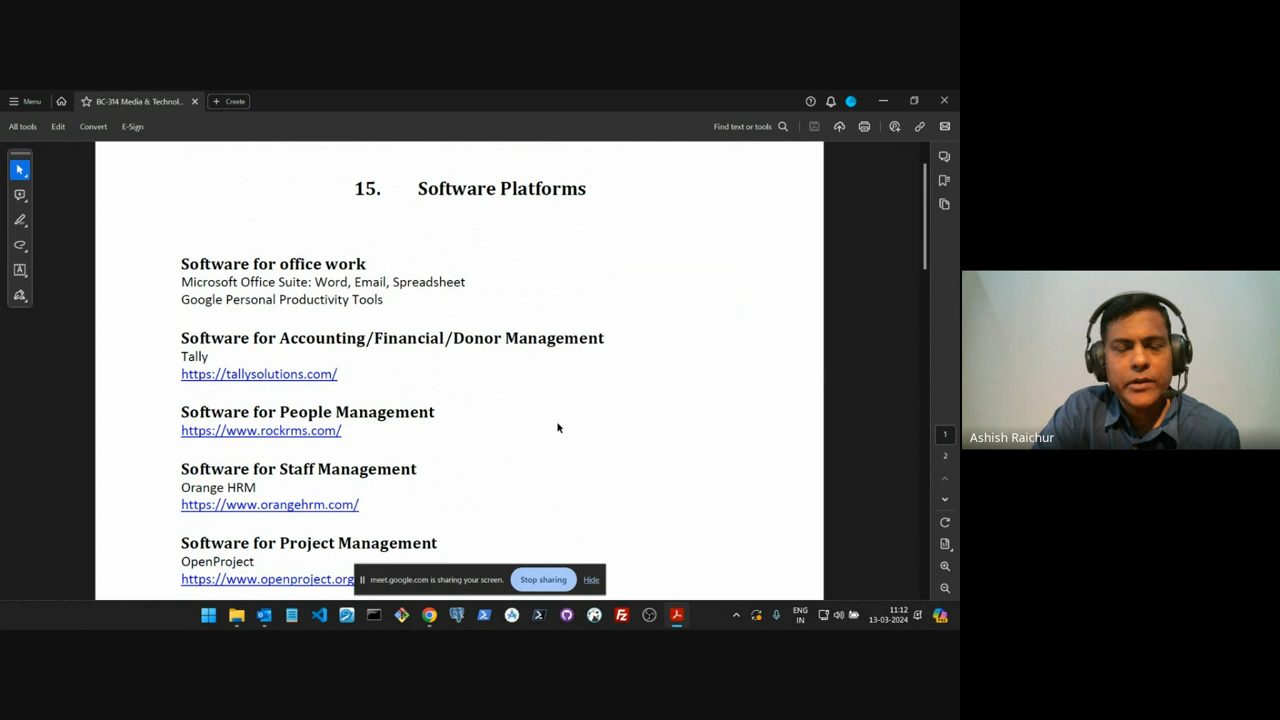 Menu
BC-314 Media & Technol...
Create
All tools
Edit
Convert
E-Sign
Find text or tools
15. Software Platforms
Software for office work
Microsoft Office Suite: Word, Email, Spreadsheet
Google Personal Productivity Tools
Software for Accounting/Financial/Donor Management
Tally
https://tallysolutions.com/
Software for People Management
https://www.rockrms.com/
Software for Staff Management
Orange HRM
https://www.orangehrm.com/
Software for Project Management
OpenProject
https://www.openproject.org
meet.google.com is sharing your screen.
Stop sharing
Hide
1
2
ENG
IN
11:12
13-03-2024
Ashish Raichur